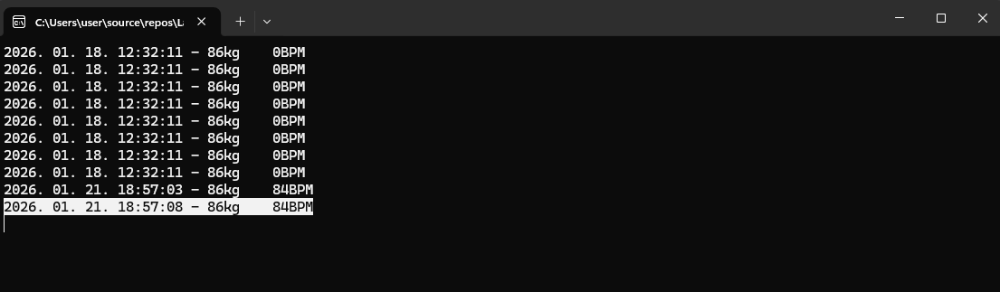 C:\Users\user\source\repos\La
2026. 01. 18. 12:32:11 - 86kg    0BPM
2026. 01. 18. 12:32:11 - 86kg    0BPM
2026. 01. 18. 12:32:11 - 86kg    0BPM
2026. 01. 18. 12:32:11 - 86kg    0BPM
2026. 01. 18. 12:32:11 - 86kg    0BPM
2026. 01. 18. 12:32:11 - 86kg    0BPM
2026. 01. 18. 12:32:11 - 86kg    0BPM
2026. 01. 18. 12:32:11 - 86kg    0BPM
2026. 01. 21. 18:57:03 - 86kg    84BPM
2026. 01. 21. 18:57:08 - 86kg    84BPM